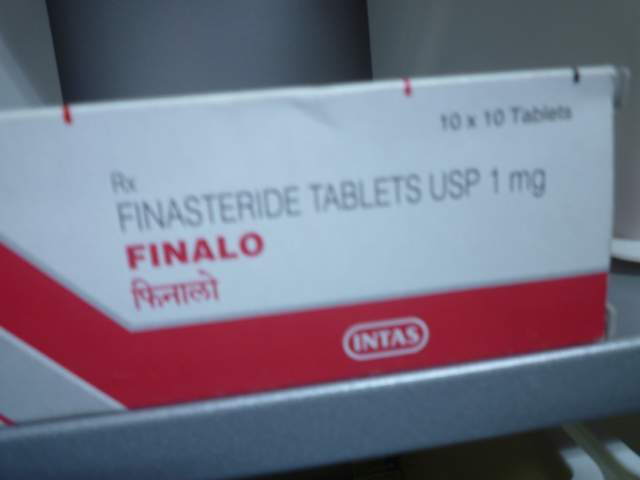 10 x 10 Tablets
Rx
FINASTERIDE TABLETS USP 1 mg
FINALO
फिनालो
INTAS